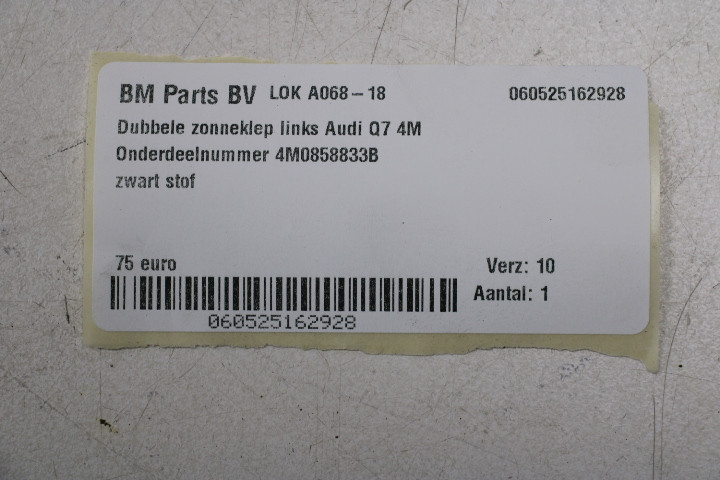 BM Parts BV LOK A068-18 060525162928
Dubbele zonneklep links Audi Q7 4M
Onderdeelnummer 4M0858833B
zwart stof
75 euro Verz: 10
Aantal: 1
060525162928